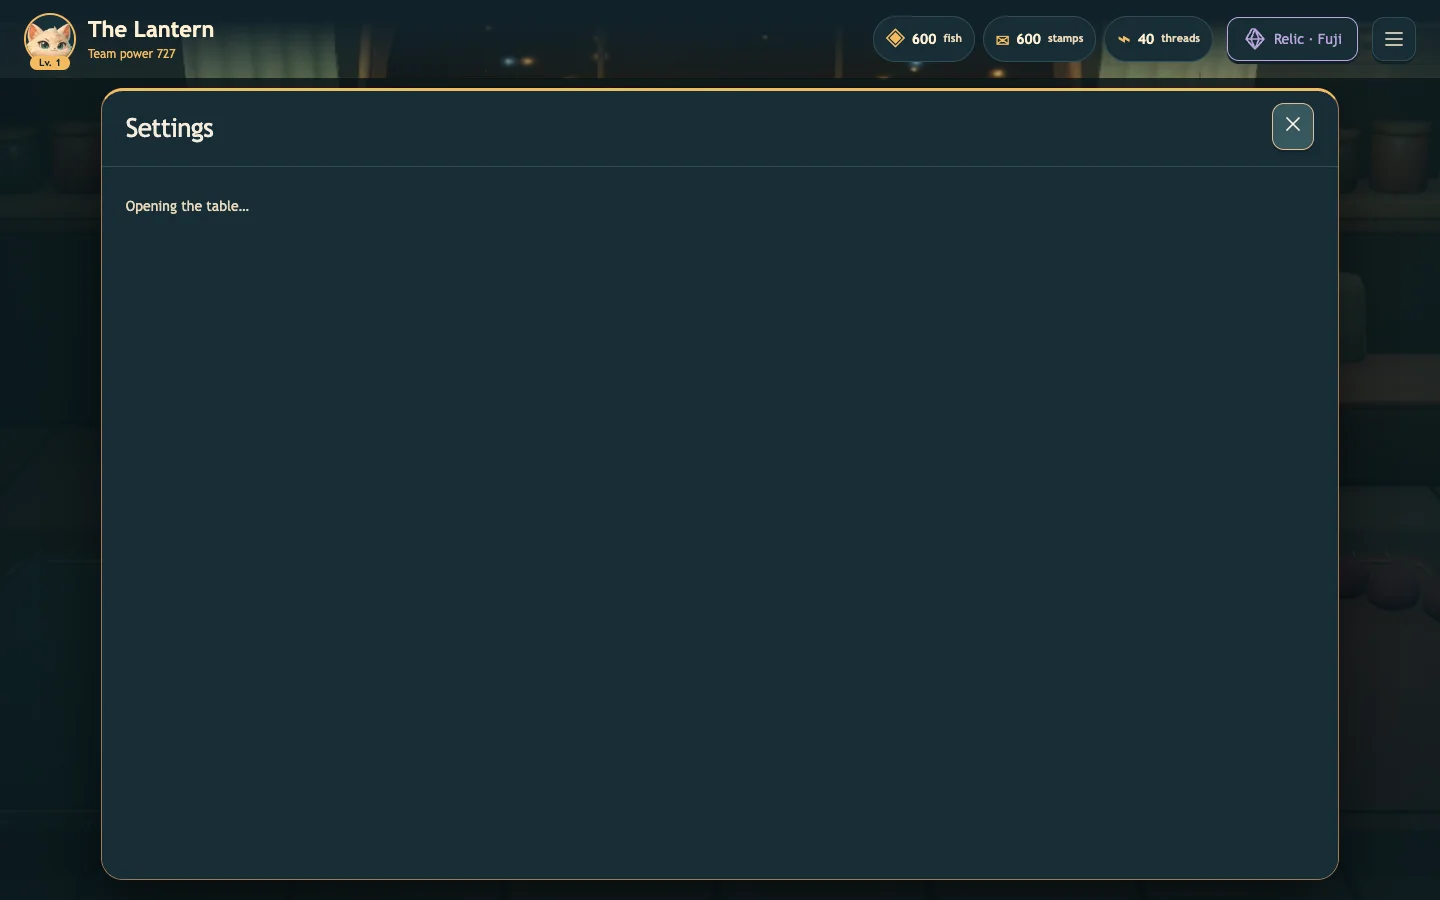 The Lantern
Team power 727
Lv. 1
600 fish
600 stamps
40 threads
Relic · Fuji
Settings
Opening the table...